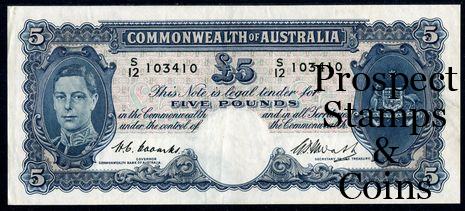 COMMONWEALTH OF AUSTRALIA
5 5
S/12 103410 £5 S/12 103410
This Note is legal tender for
FIVE POUNDS
in the Commonwealth and in all
under the control of the Commonwealth
H.C. Coombs
GOVERNOR SECRETARY TO THE TREASURY
COMMONWEALTH BANK OF AUSTRALIA
5 5
Prospect
Stamps
&
Coins